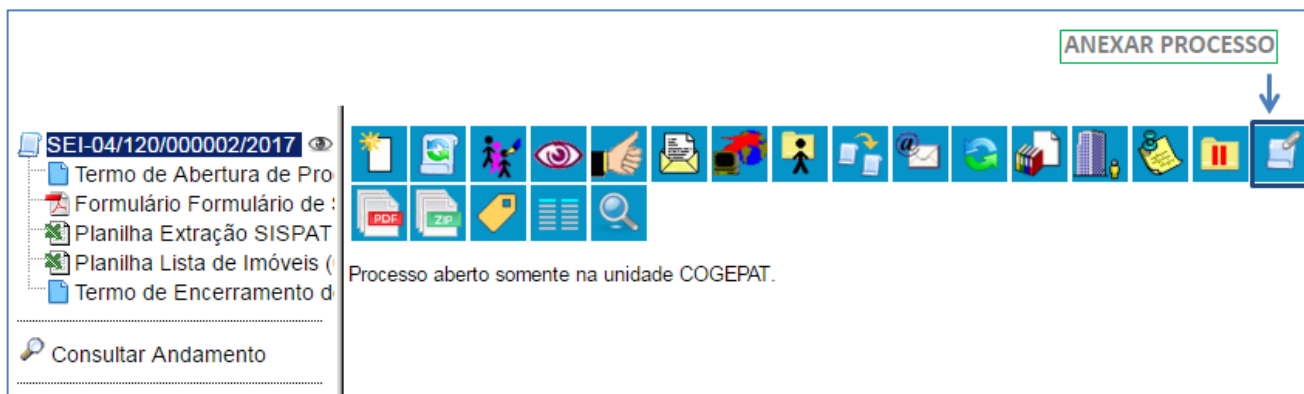 ANEXAR PROCESSO
SEI-04/120/000002/2017
Termo de Abertura de Pro
Formulário Formulário de
Planilha Extração SISPAT
Planilha Lista de Imóveis (
Termo de Encerramento d
Consultar Andamento
PDF
ZIP
Processo aberto somente na unidade COGEPAT.